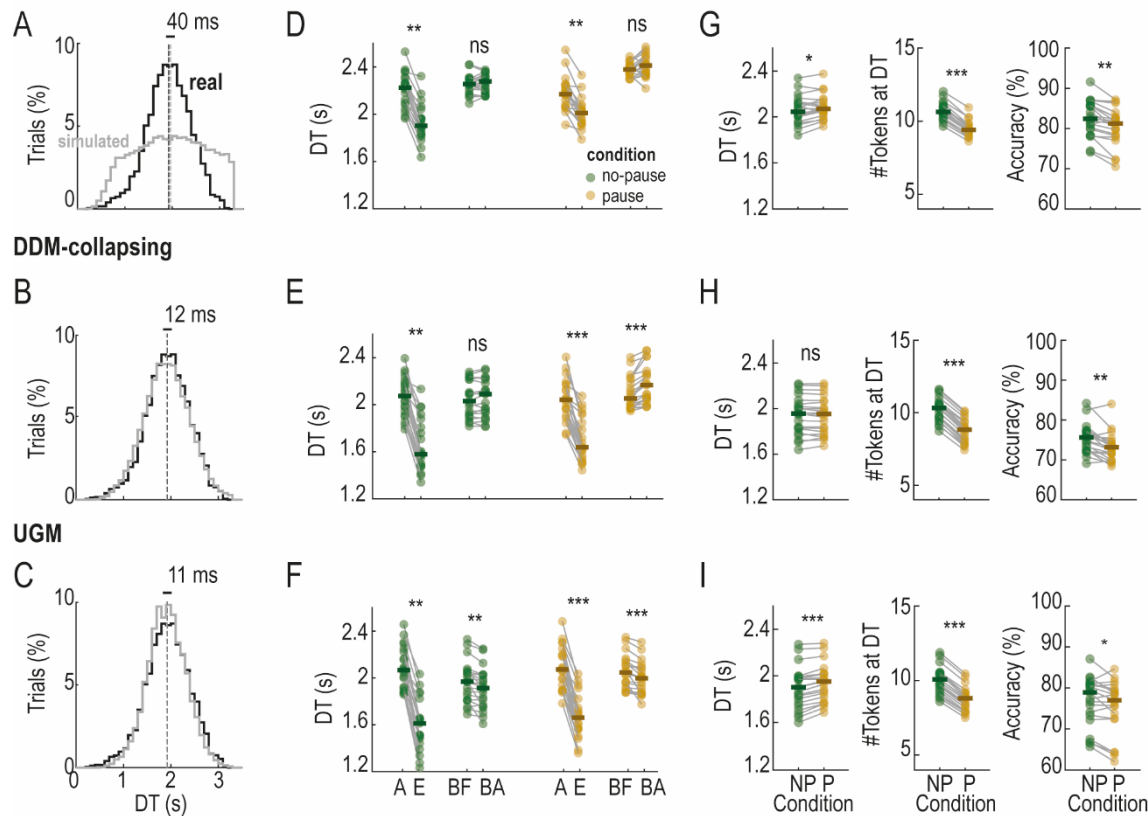 A
40 ms
10
5
0
Trials (%)
real
simulated
D
**
ns
**
ns
2.4
2
1.6
1.2
DT (s)
condition
no-pause
pause
G
*
2.4
2
1.6
1.2
DT (s)
***
15
10
5
#Tokens at DT
**
100
90
80
70
60
Accuracy (%)
DDM-collapsing
B
12 ms
10
5
0
Trials (%)
E
**
ns
***
***
2.4
2
1.6
1.2
DT (s)
H
ns
2.4
2
1.6
1.2
DT (s)
***
15
10
5
#Tokens at DT
**
100
90
80
70
60
Accuracy (%)
UGM
C
11 ms
10
5
0
Trials (%)
0 1 2 3
DT (s)
F
**
**
***
***
2.4
2
1.6
1.2
DT (s)
A E BF BA A E BF BA
I
***
2.4
2
1.6
1.2
DT (s)
NP P
Condition
***
15
10
5
#Tokens at DT
NP P
Condition
*
100
90
80
70
60
Accuracy (%)
NP P
Condition